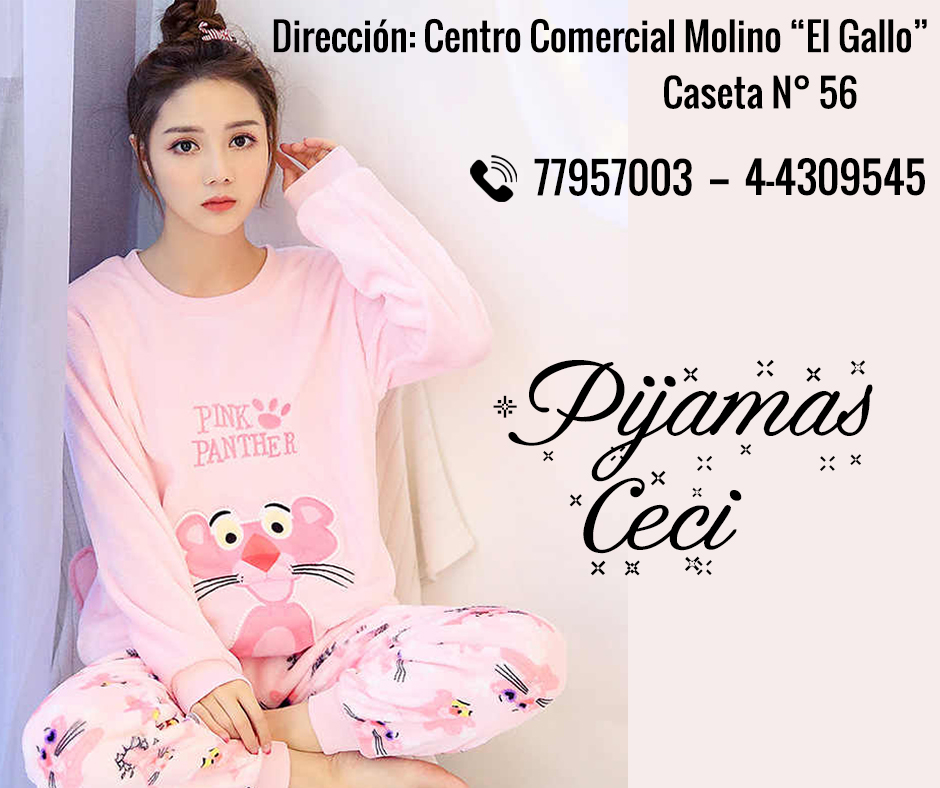 Dirección: Centro Comercial Molino “El Gallo”
Caseta N° 56
77957003 – 4-4309545
PINK
PANTHER
Pijamas
Ceci